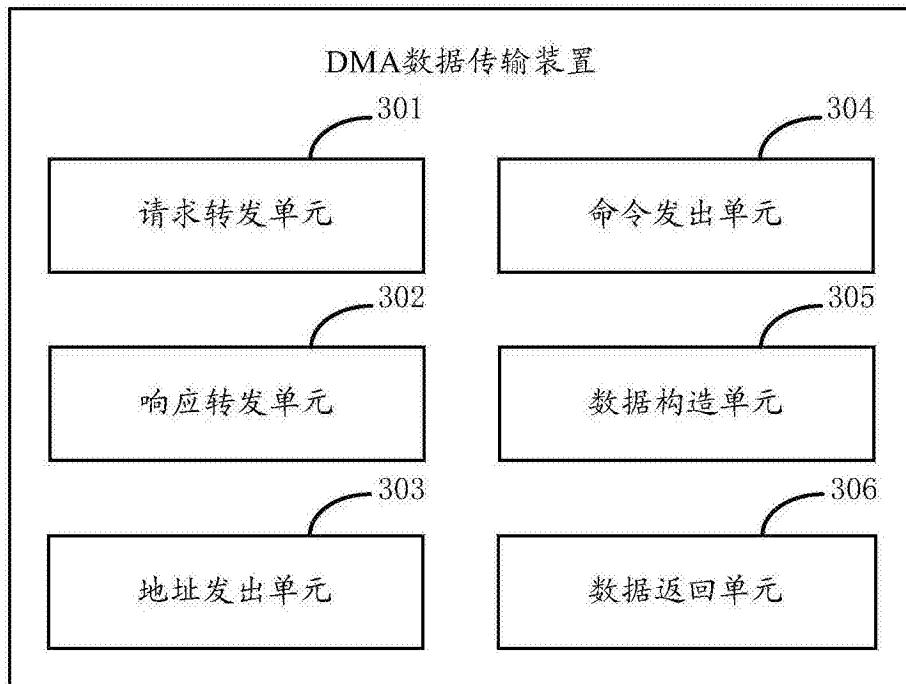 DMA数据传输装置
301
304
请求转发单元
命令发出单元
302
305
响应转发单元
数据构造单元
303
306
地址发出单元
数据返回单元